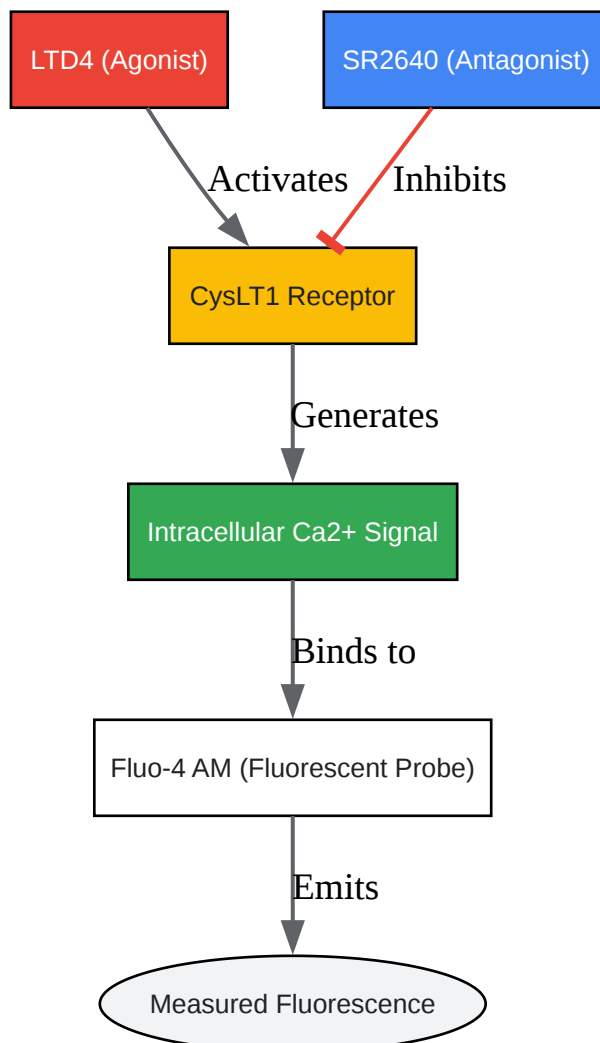 LTD4 (Agonist)
SR2640 (Antagonist)
Activates
Inhibits
CysLT1 Receptor
Generates
Intracellular Ca2+ Signal
Binds to
Fluo-4 AM (Fluorescent Probe)
Emits
Measured Fluorescence